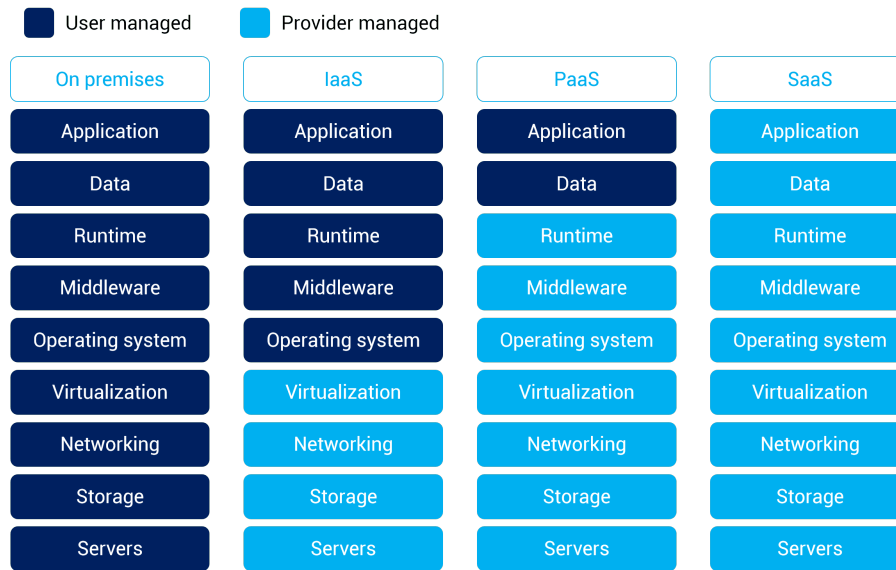 User managed Provider managed
On premises IaaS PaaS SaaS
Application Application Application Application
Data Data Data Data
Runtime Runtime Runtime Runtime
Middleware Middleware Middleware Middleware
Operating system Operating system Operating system Operating system
Virtualization Virtualization Virtualization Virtualization
Networking Networking Networking Networking
Storage Storage Storage Storage
Servers Servers Servers Servers